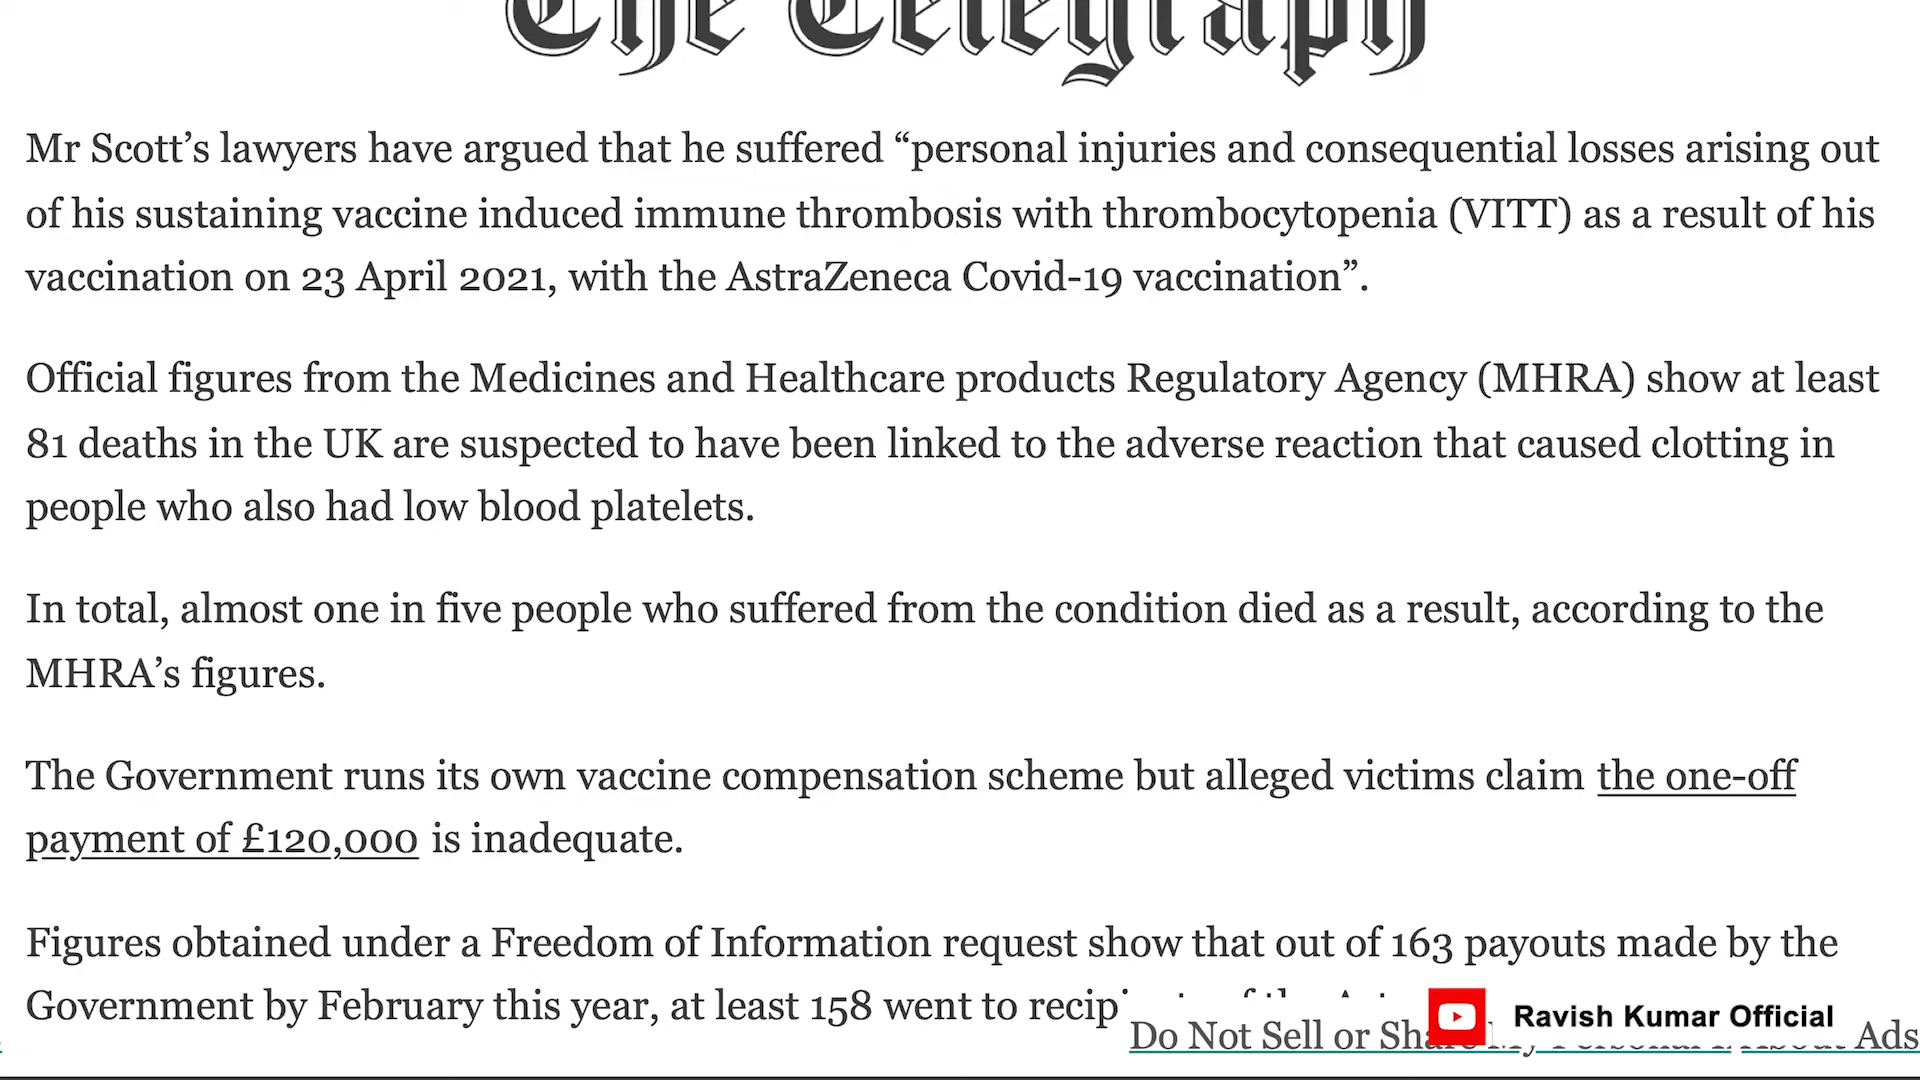 The Telegraph
Mr Scott’s lawyers have argued that he suffered “personal injuries and consequential losses arising out
of his sustaining vaccine induced immune thrombosis with thrombocytopenia (VITT) as a result of his
vaccination on 23 April 2021, with the AstraZeneca Covid-19 vaccination”.
Official figures from the Medicines and Healthcare products Regulatory Agency (MHRA) show at least
81 deaths in the UK are suspected to have been linked to the adverse reaction that caused clotting in
people who also had low blood platelets.
In total, almost one in five people who suffered from the condition died as a result, according to the
MHRA’s figures.
The Government runs its own vaccine compensation scheme but alleged victims claim the one-off
payment of £120,000 is inadequate.
Figures obtained under a Freedom of Information request show that out of 163 payouts made by the
Government by February this year, at least 158 went to
Do Not Sell or Ads
Ravish Kumar Official